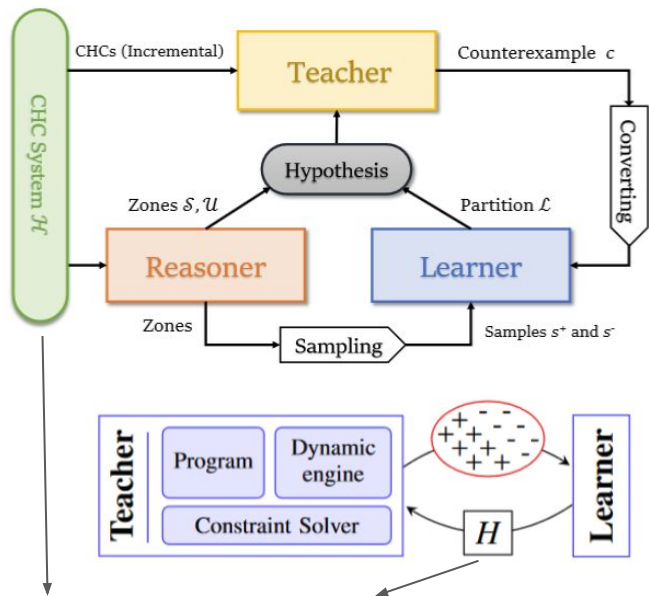 CHCs (Incremental)
Teacher
Counterexample c
CHC System ℋ
Hypothesis
Converting
Zones 𝒮, 𝒰
Partition ℒ
Reasoner
Learner
Zones
Sampling
Samples s⁺ and s⁻
Teacher
Program
Dynamic
engine
Constraint Solver
+ + + + + + + + + + + - - - - - - - -
H
Learner